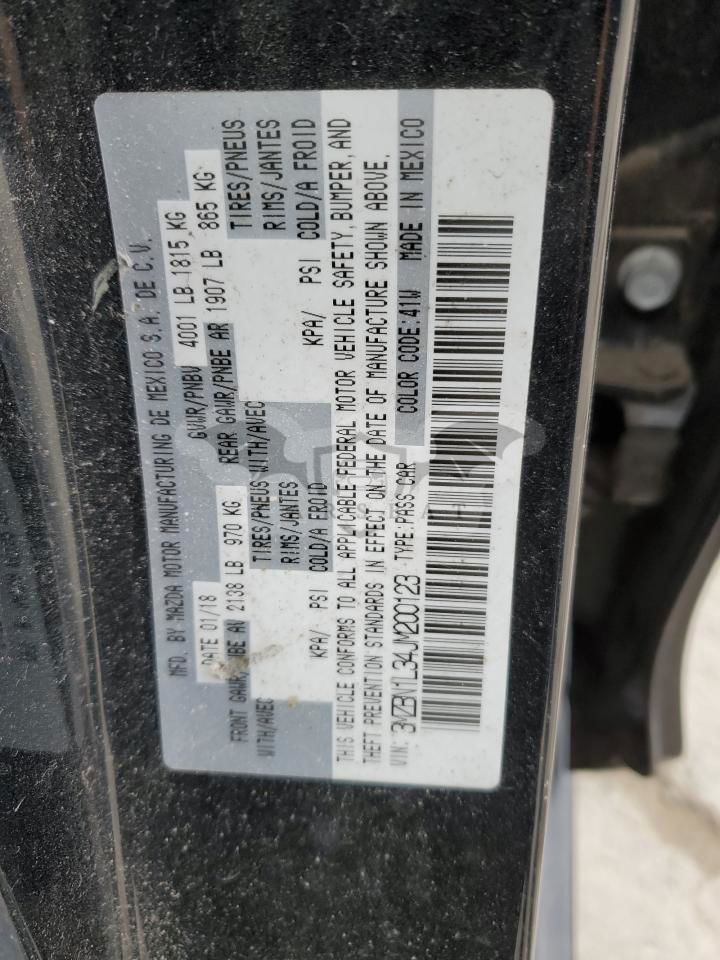 MFD. BY MAZDA MOTOR MANUFACTURING DE MEXICO S.A. DE C.V.
DATE 01/18 GVWR/PNBV 4001 LB 1815 KG
FRONT GAWR/PNBE AV 2138 LB 970 KG REAR GAWR/PNBE AR 1907 LB 865 KG
WITH/AVEC TIRES/PNEUS WITH/AVEC TIRES/PNEUS
RIMS/JANTES RIMS/JANTES
KPA/ PSI COLD/A FROID KPA/ PSI COLD/A FROID
THIS VEHICLE CONFORMS TO ALL APPLICABLE FEDERAL MOTOR VEHICLE SAFETY, BUMPER, AND
THEFT PREVENTION STANDARDS IN EFFECT ON THE DATE OF MANUFACTURE SHOWN ABOVE.
VIN: 3MZBN1L34JM200123 TYPE:PASS CAR COLOR CODE:41W MADE IN MEXICO